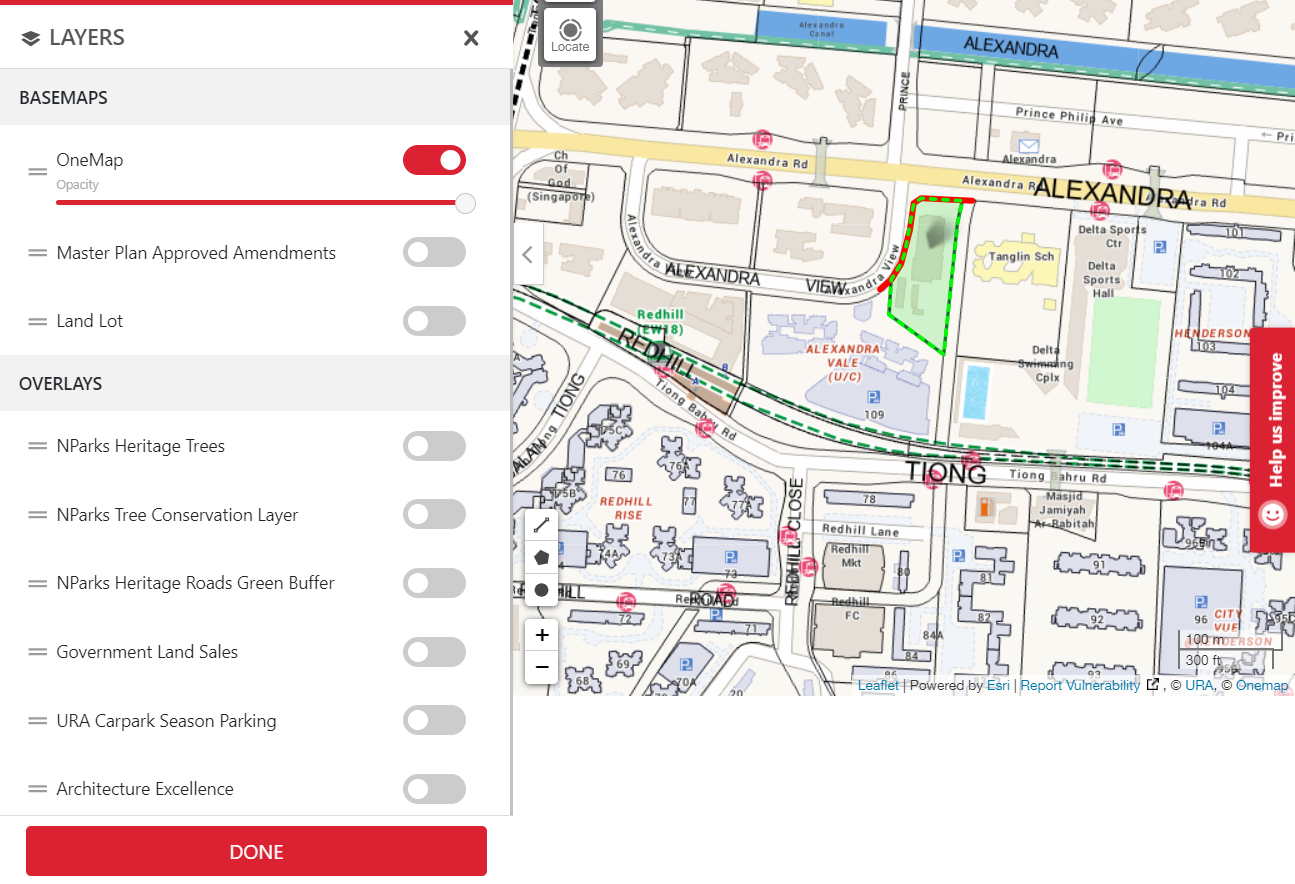 LAYERS
BASEMAPS
OneMap
Opacity
Master Plan Approved Amendments
Land Lot
OVERLAYS
NParks Heritage Trees
NParks Tree Conservation Layer
NParks Heritage Roads Green Buffer
Government Land Sales
URA Carpark Season Parking
Architecture Excellence
DONE
Locate
Alexandra
Canal
ALEXANDRA
PRINCE
Prince Philip Ave
← Pri
Alexandra
Alexandra Rd
Alexandra Rd
ALEXANDRA
Alexandra Rd
Ch
Of
God
(Singapore)
Alexandra View
ALEXANDRA
VIEW
Alexandra View
Delta Sports
Ctr
Tanglin Sch
Delta
Sports
Hall
101
102
HENDERSON
103
Redhill
(EW18)
REDHILL
A
B
ALEXANDRA
VALE
(U/C)
109
Delta
Swimming
Cplx
104
104A
Help us improve
JALAN TIONG
Tiong Bahru Rd
TIONG
Tiong Bahru Rd
75C
76A
76
77
77A
75B
REDHILL
RISE
74A
73A
73
REDHILL CLOSE
78
Redhill Lane
Redhill
Mkt
80
Redhill
FC
Masjid
Jamiyah
Ar-Rabitah
96B
91
81
92
82
96
95C
CITY
VUE
@HENDERSON
95B
ROAD
72
71
84A
84
69
68
70A
20
86
93
100 m
300 ft
+
−
Leaflet | Powered by Esri | Report Vulnerability , © URA, © Onemap